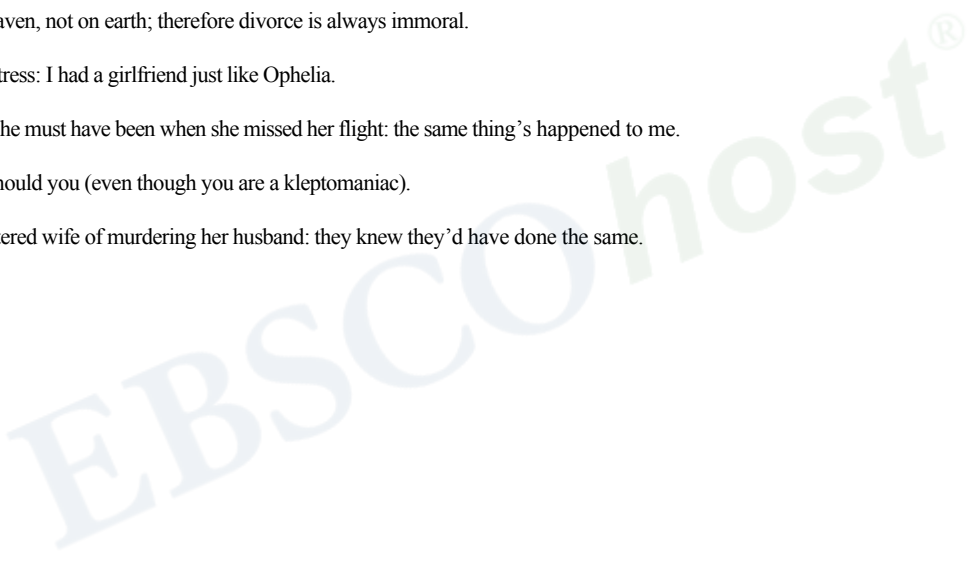 aven, not on earth; therefore divorce is always immoral.
tress: I had a girlfriend just like Ophelia.
he must have been when she missed her flight: the same thing's happened to me.
hould you (even though you are a kleptomaniac).
tered wife of murdering her husband: they knew they'd have done the same.
EBSCOhost®